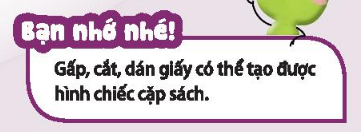 Bạn nhớ nhé!
Gấp, cắt, dán giấy có thể tạo được
hình chiếc cặp sách.